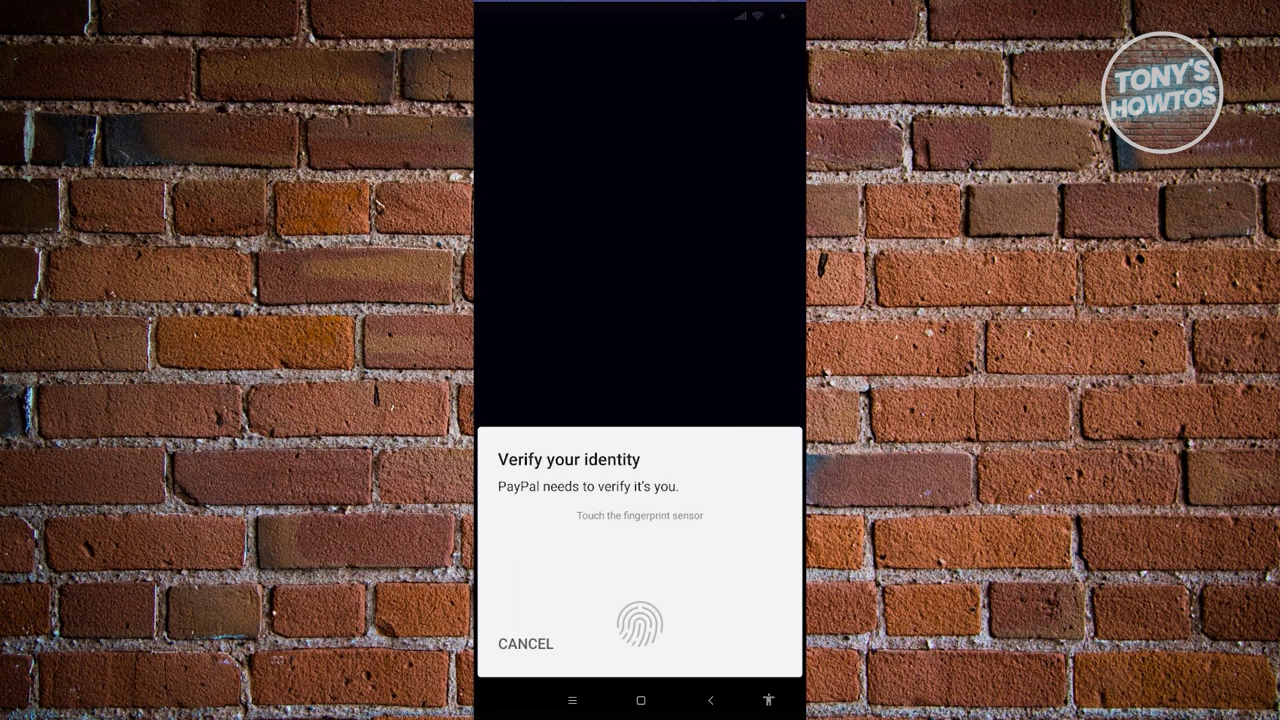 TONY'S
HOWTOS
Verify your identity
PayPal needs to verify it's you.
Touch the fingerprint sensor
CANCEL